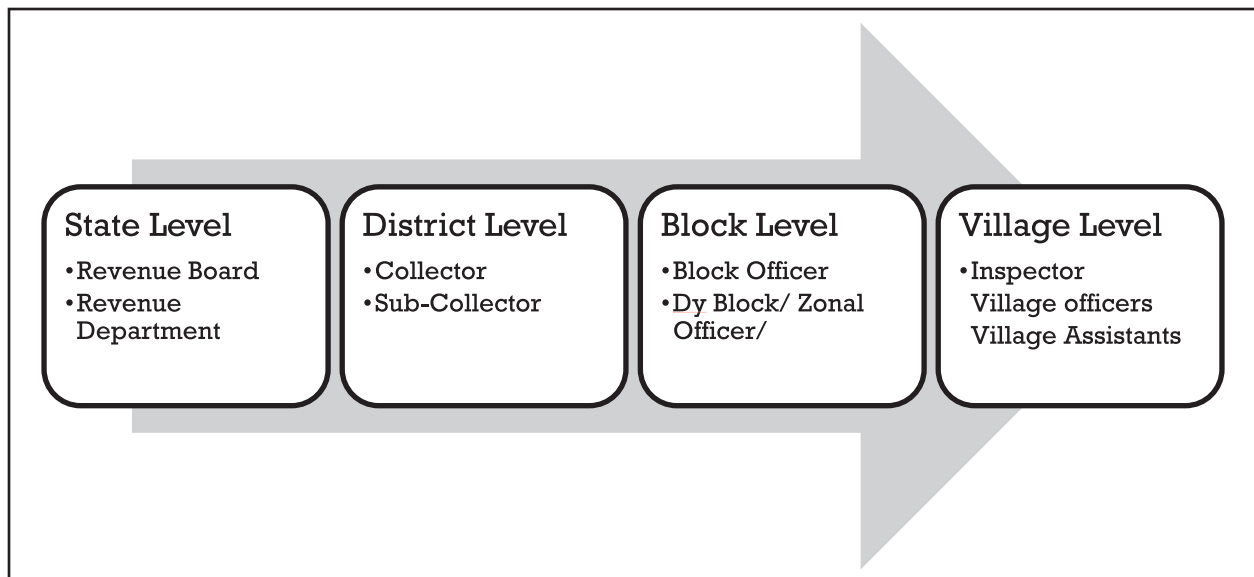 State Level
•Revenue Board
•Revenue
Department
District Level
•Collector
•Sub-Collector
Block Level
•Block Officer
•Dy Block/ Zonal
Officer/
Village Level
•Inspector
Village officers
Village Assistants